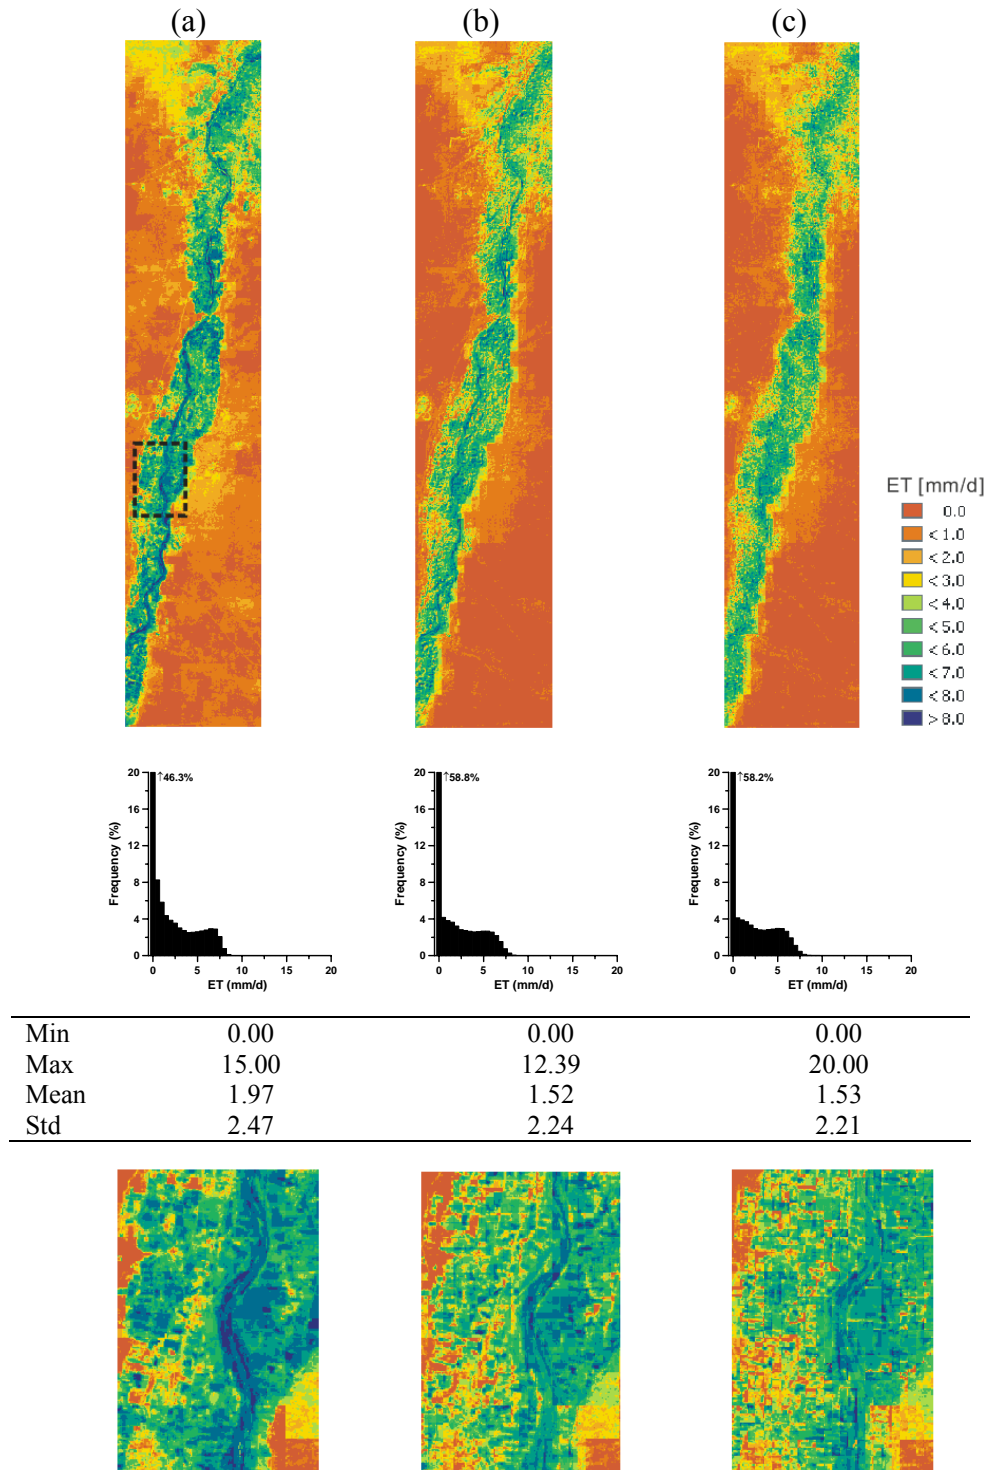 (a) (b) (c)
ET [mm/d]
0.0
< 1.0
< 2.0
< 3.0
< 4.0
< 5.0
< 6.0
< 7.0
< 8.0
> 8.0
20 ↑46.3% 20 ↑58.8% 20 ↑58.2%
16 16 16
12 12 12
8 8 8
4 4 4
0 0 0
Frequency (%) Frequency (%) Frequency (%)
0 5 10 15 20 0 5 10 15 20 0 5 10 15 20
ET (mm/d) ET (mm/d) ET (mm/d)
Min 0.00 0.00 0.00
Max 15.00 12.39 20.00
Mean 1.97 1.52 1.53
Std 2.47 2.24 2.21